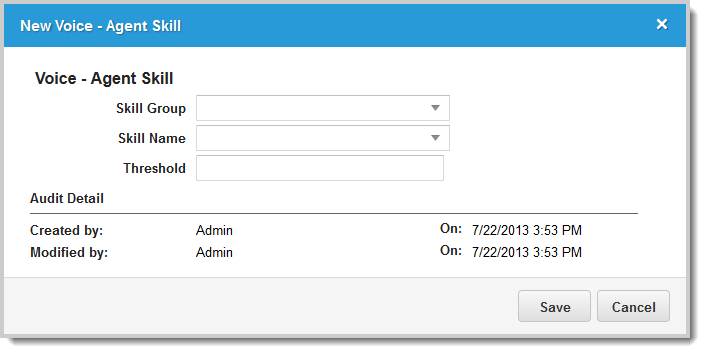 New Voice - Agent Skill ×
Voice - Agent Skill
Skill Group
Skill Name
Threshold
Audit Detail
Created by: Admin On: 7/22/2013 3:53 PM
Modified by: Admin On: 7/22/2013 3:53 PM
Save Cancel